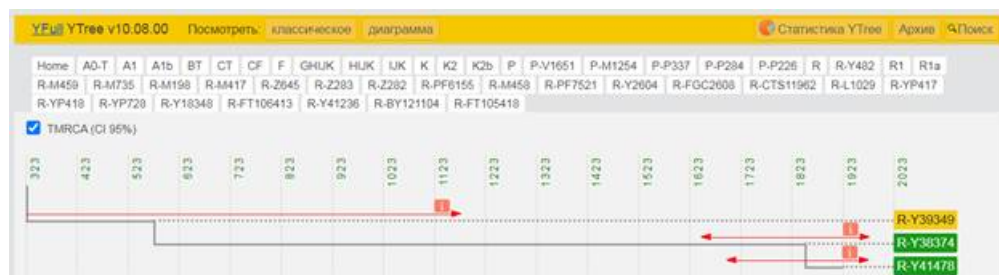 YFull YTree v10.08.00 Посмотреть: классическое диаграмма Статистика YTree Архив Поиск
Home A0-T A1 A1b BT CT CF F GHIJK HIJK IJK K K2 K2b P P-V1651 P-M1254 P-P337 P-P284 P-P226 R R-Y482 R1 R1a
R-M459 R-M735 R-M198 R-M417 R-Z645 R-Z283 R-Z282 R-PF6155 R-M458 R-PF7521 R-Y2604 R-FGC2608 R-CTS11962 R-L1029 R-YP417
R-YP418 R-YP728 R-Y18348 R-FT106413 R-Y41236 R-BY121104 R-FT105418
TMRCA (CI 95%)
323 423 523 623 723 823 923 1023 1123 1223 1323 1423 1523 1623 1723 1823 1923 2023
i
R-Y39349
i
R-Y38374
i
R-Y41478